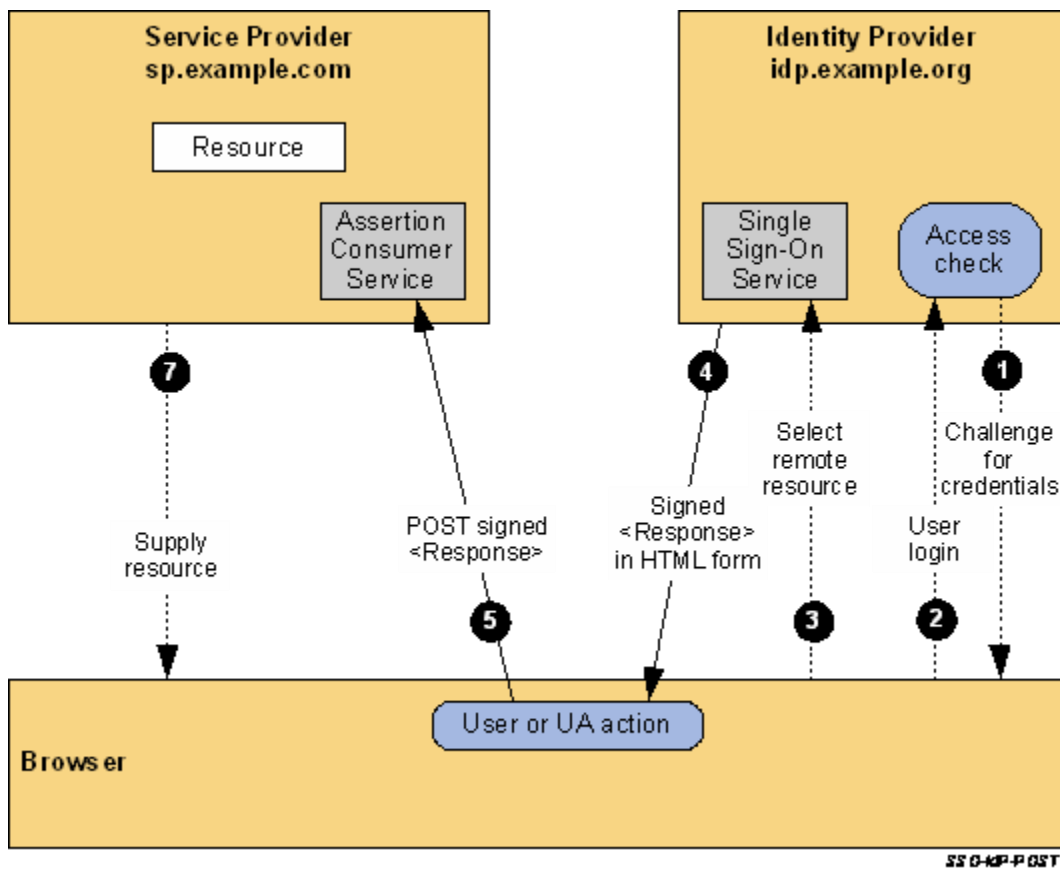 Service Provider
sp.example.com
Identity Provider
idp.example.org
Resource
Assertion
Consumer
Service
Single
Sign-On
Service
Access
check
7
4
1
Select
remote
resource
Challenge
for
credentials
POST signed
<Response>
Signed
<Response>
in HTML form
Supply
resource
User
login
5
3
2
User or UA action
Browser
SSO-IdP-POST